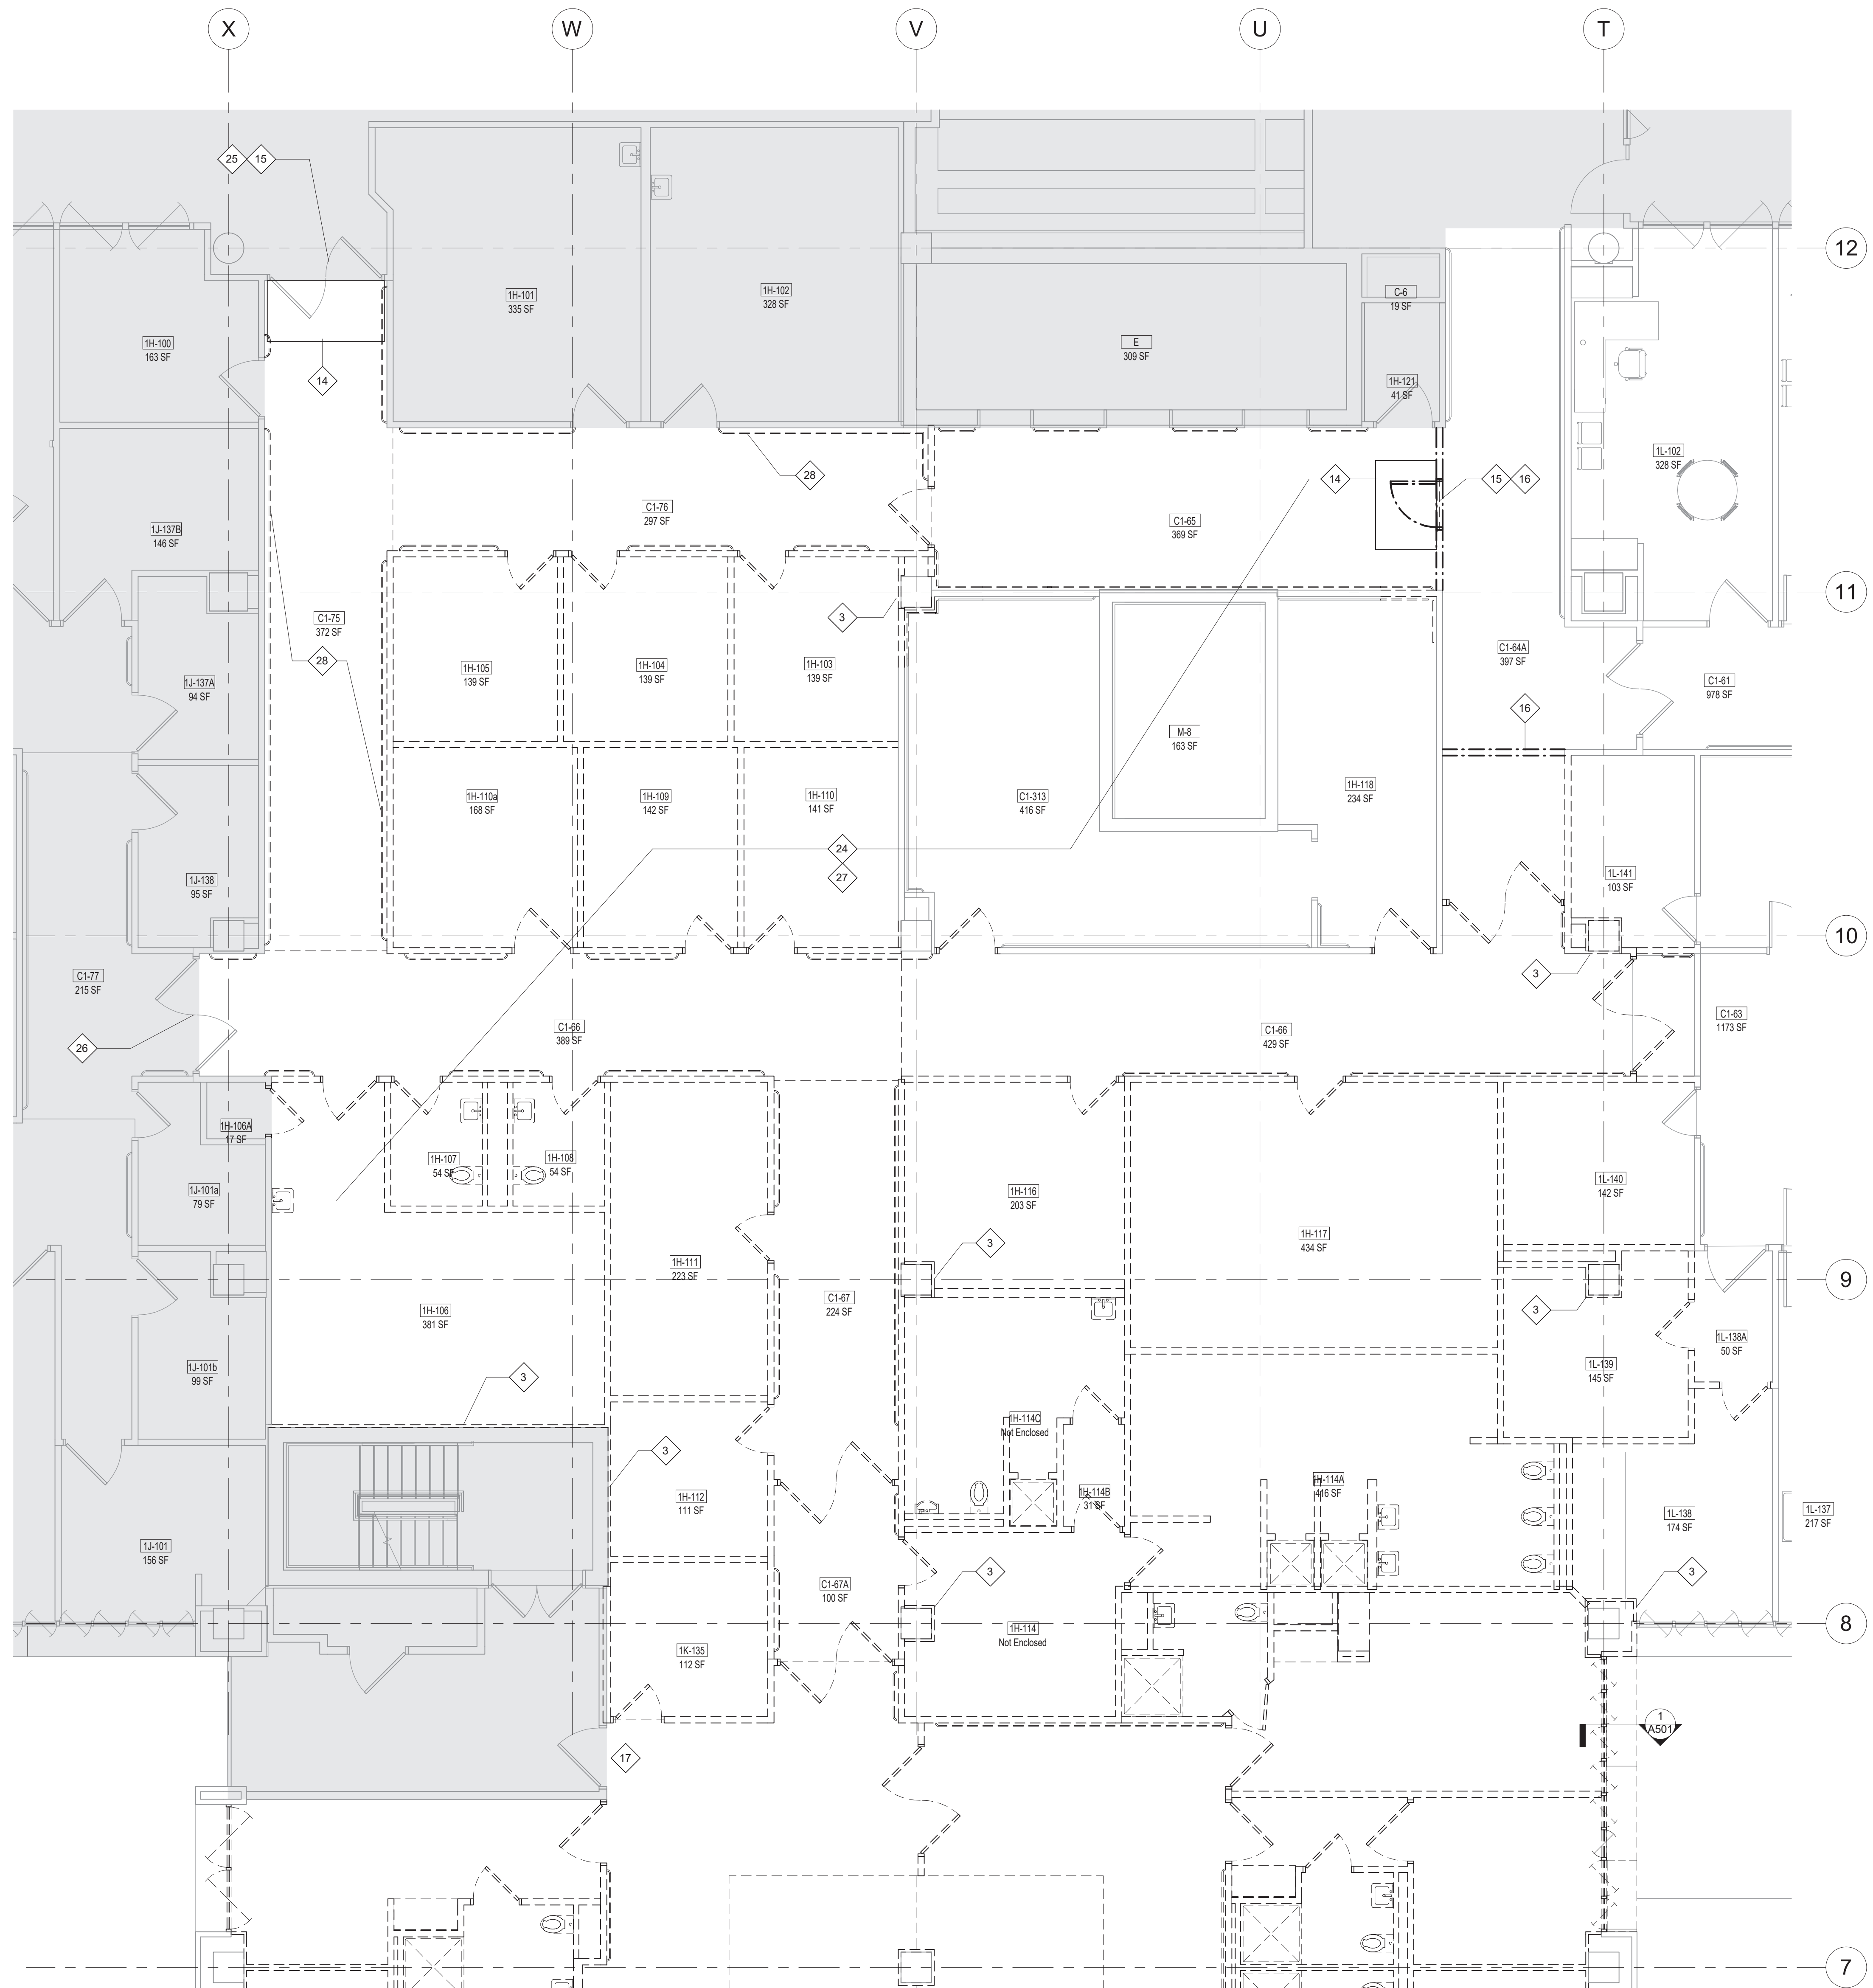 X
W
V
U
T
25
15
12
1H-101
335 SF
1H-102
328 SF
C-6
19 SF
1H-100
163 SF
E
309 SF
14
1H-121
41 SF
1L-102
328 SF
28
14
15
16
C1-76
297 SF
C1-65
369 SF
1J-137B
146 SF
11
3
C1-75
372 SF
C1-64A
397 SF
28
1H-105
139 SF
1H-104
139 SF
1H-103
139 SF
1J-137A
94 SF
C1-61
978 SF
16
M-8
163 SF
1H-110a
168 SF
1H-109
142 SF
1H-110
141 SF
C1-313
416 SF
1H-118
234 SF
24
27
1J-138
95 SF
1L-141
103 SF
10
C1-77
215 SF
3
C1-63
1173 SF
C1-66
389 SF
C1-66
429 SF
26
1H-106A
17 SF
1H-107
54 SF
1H-108
54 SF
1J-101a
79 SF
1H-116
203 SF
1L-140
142 SF
1H-117
434 SF
3
1H-111
223 SF
9
C1-67
224 SF
1H-106
381 SF
3
1L-138A
50 SF
1J-101b
99 SF
1L-139
145 SF
3
1H-114C
Not Enclosed
3
1H-114A
416 SF
1H-114B
31 SF
1H-112
111 SF
1L-138
174 SF
1L-137
217 SF
1J-101
156 SF
3
3
C1-67A
100 SF
8
1H-114
Not Enclosed
1K-135
112 SF
1
A501
17
7